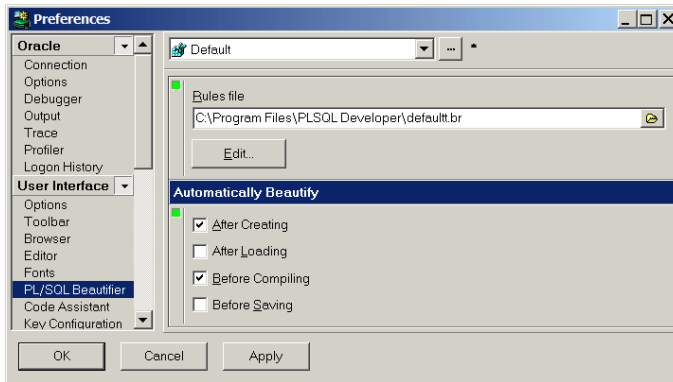 Preferences
Oracle
Connection
Options
Debugger
Output
Trace
Profiler
Logon History
User Interface
Options
Toolbar
Browser
Editor
Fonts
PL/SQL Beautifier
Code Assistant
Key Configuration
Default
... *
Rules file
C:\Program Files\PLSQL Developer\defaultt.br
Edit...
Automatically Beautify
After Creating
After Loading
Before Compiling
Before Saving
OK Cancel Apply